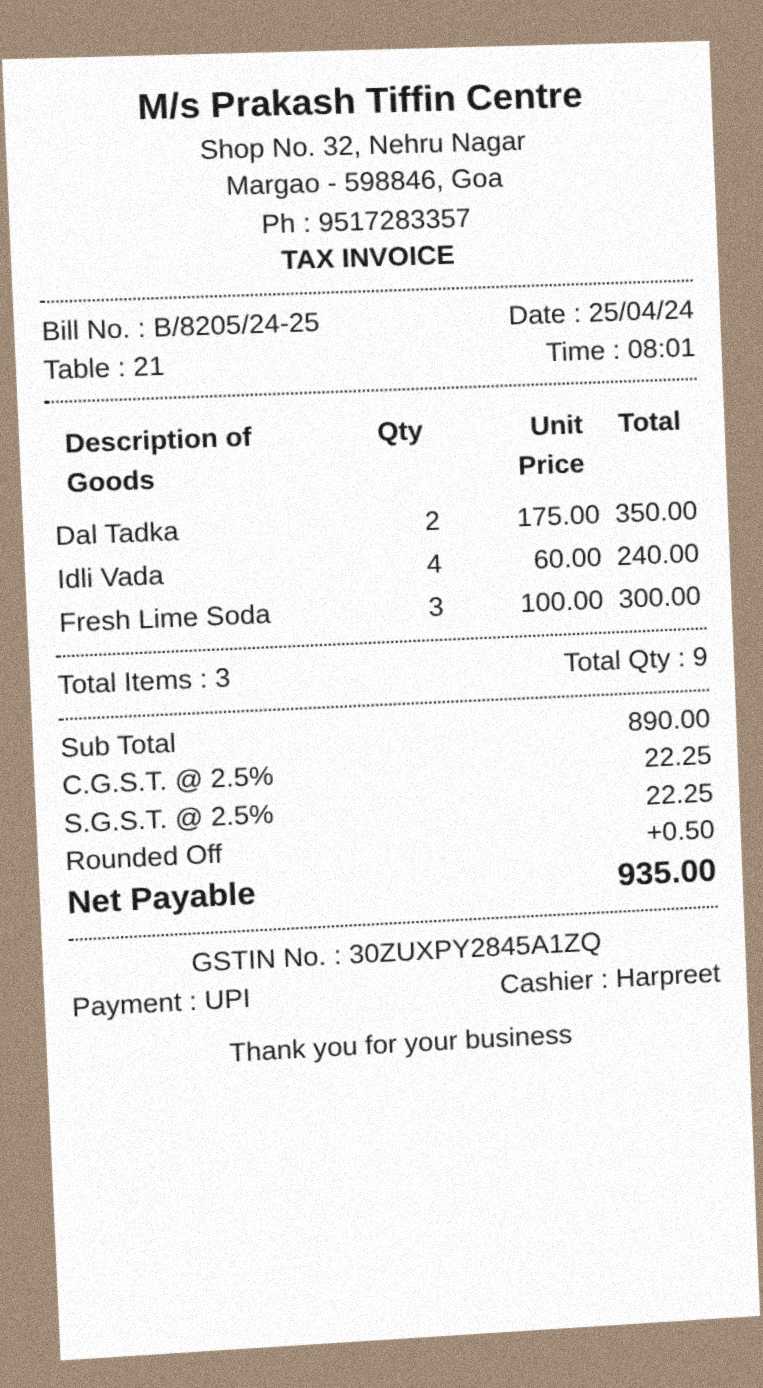 M/s Prakash Tiffin Centre
Shop No. 32, Nehru Nagar
Margao - 598846, Goa
Ph : 9517283357
TAX INVOICE
Bill No. : B/8205/24-25 Date : 25/04/24
Table : 21 Time : 08:01
Description of Goods Qty Unit Price Total
Dal Tadka 2 175.00 350.00
Idli Vada 4 60.00 240.00
Fresh Lime Soda 3 100.00 300.00
Total Items : 3 Total Qty : 9
Sub Total 890.00
C.G.S.T. @ 2.5% 22.25
S.G.S.T. @ 2.5% 22.25
Rounded Off +0.50
Net Payable 935.00
GSTIN No. : 30ZUXPY2845A1ZQ
Payment : UPI Cashier : Harpreet
Thank you for your business